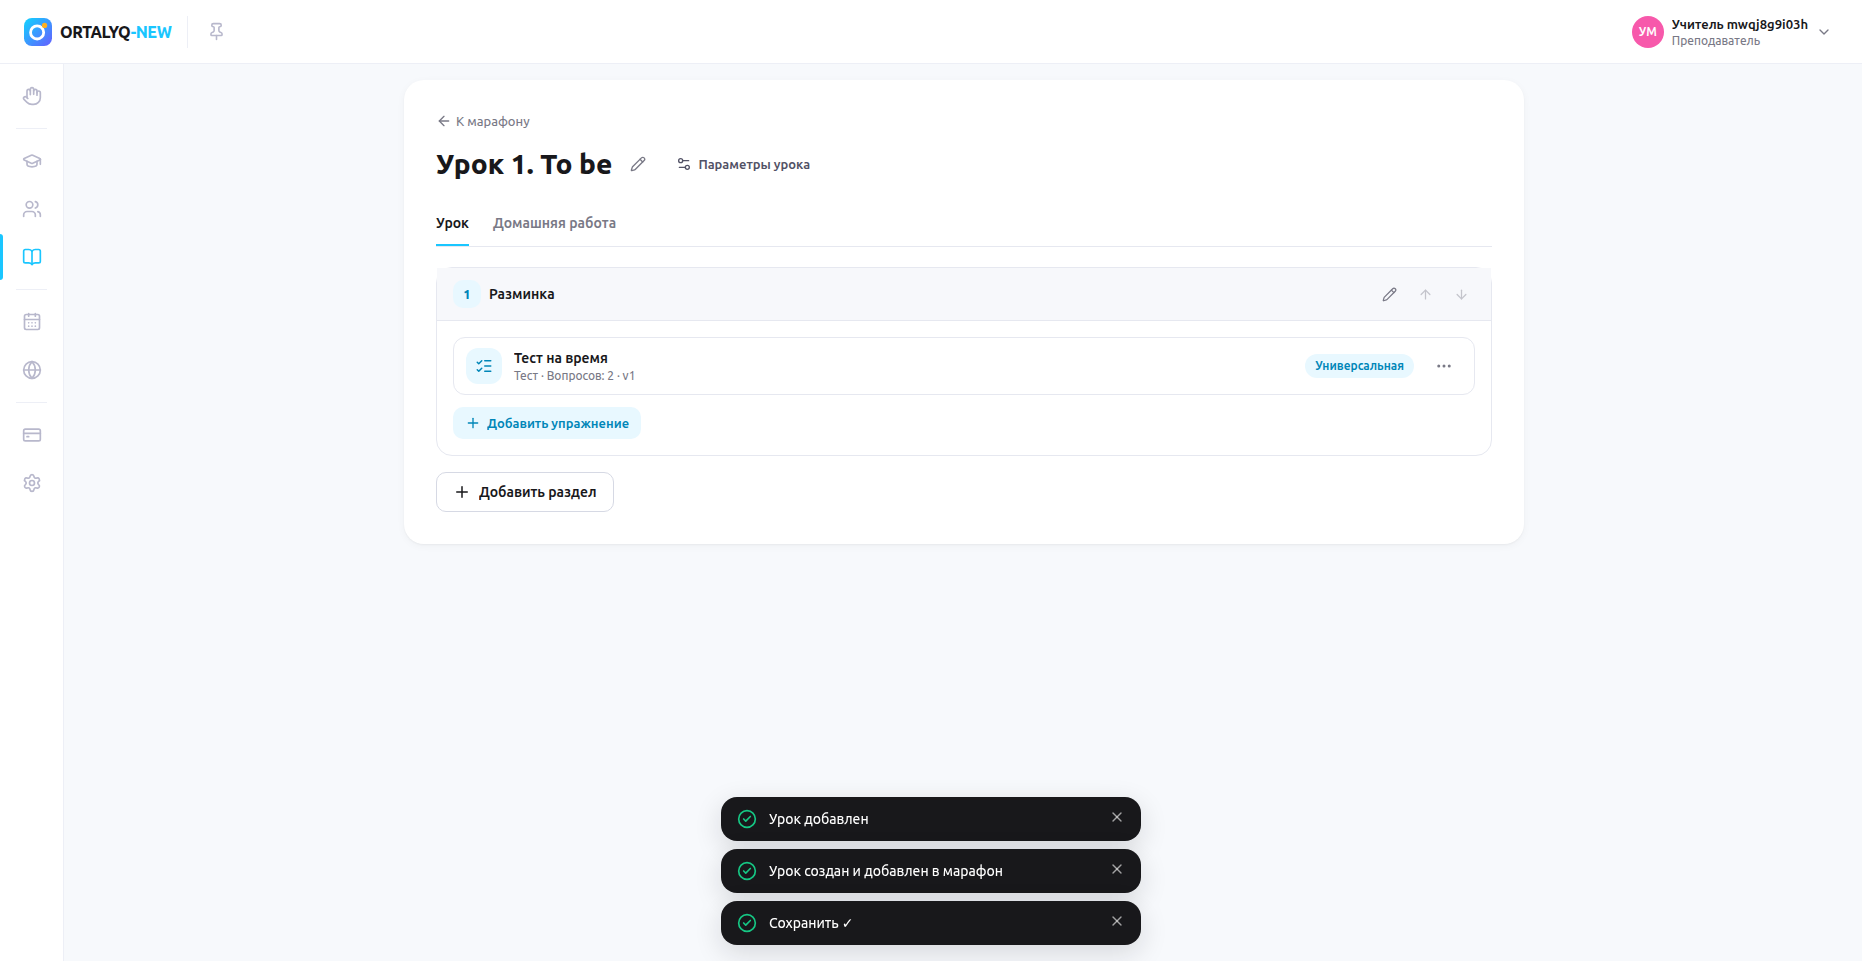 ORTALYQ-NEW
УМ
Учитель mwqj8g9i03h
Преподаватель
К марафону
Урок 1. To be
Параметры урока
Урок
Домашняя работа
1
Разминка
Тест на время
Тест · Вопросов: 2 · v1
Универсальная
Добавить упражнение
Добавить раздел
Урок добавлен
Урок создан и добавлен в марафон
Сохранить ✓